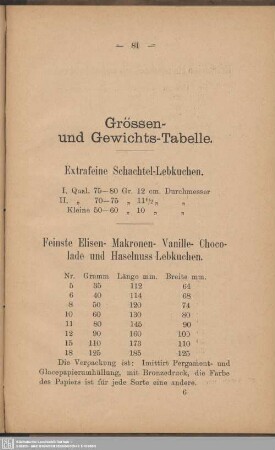 — 81 —
Grössen-
und Gewichts-Tabelle.
Extrafeine Schachtel-Lebkuchen.
I. Qual. 75—80 Gr. 12 cm. Durchmesser
II. „ 70—75 „ 11½ „ „
Kleine 50—60 „ 10 „ „
Feinste Elisen- Makronen- Vanille- Choco-
lade und Haselnuss Lebkuchen.
Nr. Gramm Länge mm. Breite mm.
5 35 112 64
6 40 114 68
8 50 120 74
10 60 130 80
11 80 145 90
12 90 160 100
15 110 173 110
18 125 185 125
Die Verpackung ist: Imittirt Pergament- und
Glacepapierumhüllung, mit Bronzedruck, die Farbe
des Papiers ist für jede Sorte eine andere.
6